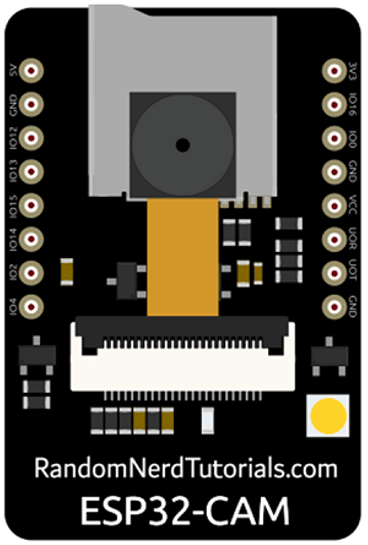 5V
GND
IO12
IO13
IO15
IO14
IO2
IO4
3V3
IO16
IO0
GND
VCC
UOR
UOT
GND
RandomNerdTutorials.com
ESP32-CAM